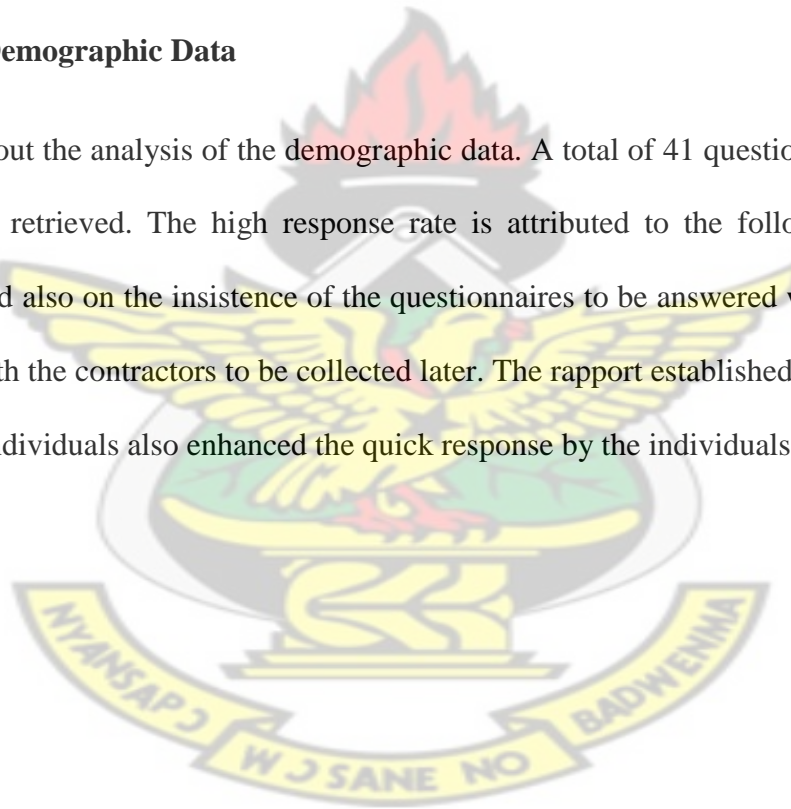 Demographic Data
out the analysis of the demographic data. A total of 41 questio
retrieved. The high response rate is attributed to the follo
d also on the insistence of the questionnaires to be answered
th the contractors to be collected later. The rapport established
dividuals also enhanced the quick response by the individuals
NYANSAPƆ
WƆSANE NO
BADWENMA